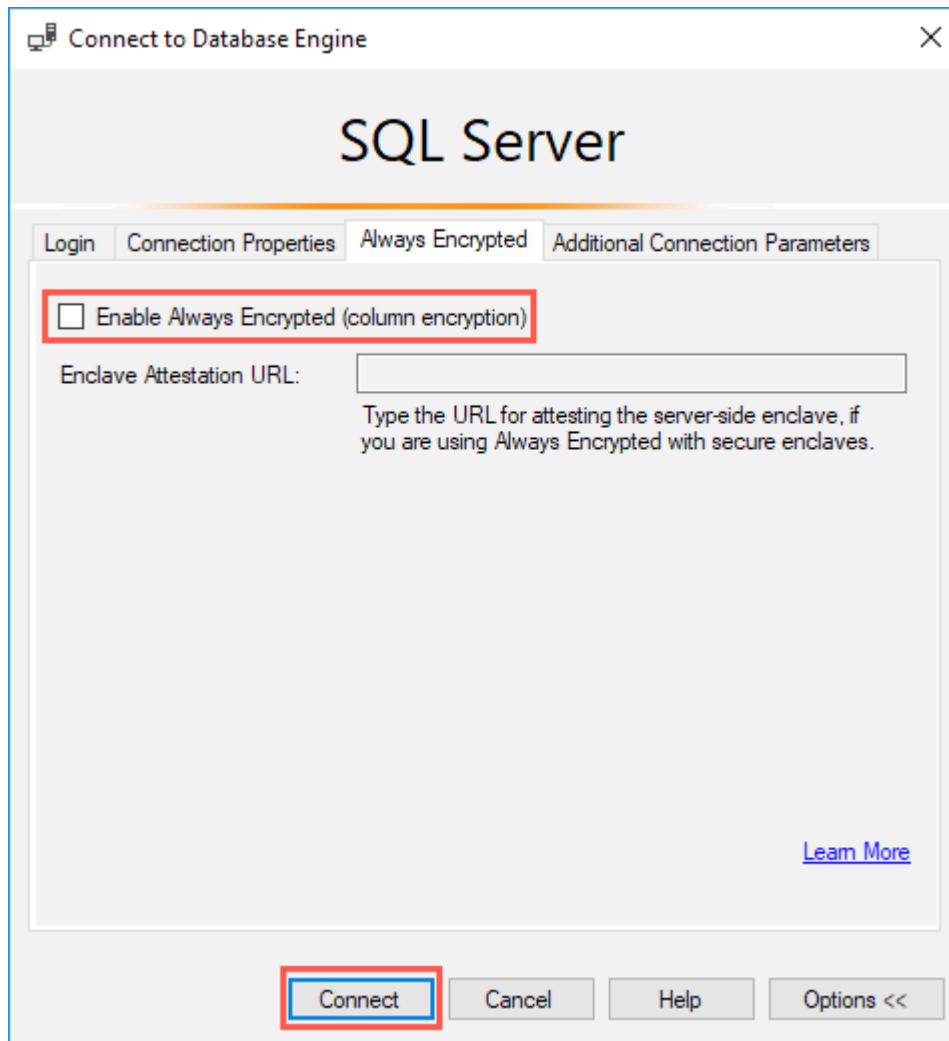 Connect to Database Engine
SQL Server
Login Connection Properties Always Encrypted Additional Connection Parameters
Enable Always Encrypted (column encryption)
Enclave Attestation URL:
Type the URL for attesting the server-side enclave, if
you are using Always Encrypted with secure enclaves.
Learn More
Connect Cancel Help Options <<